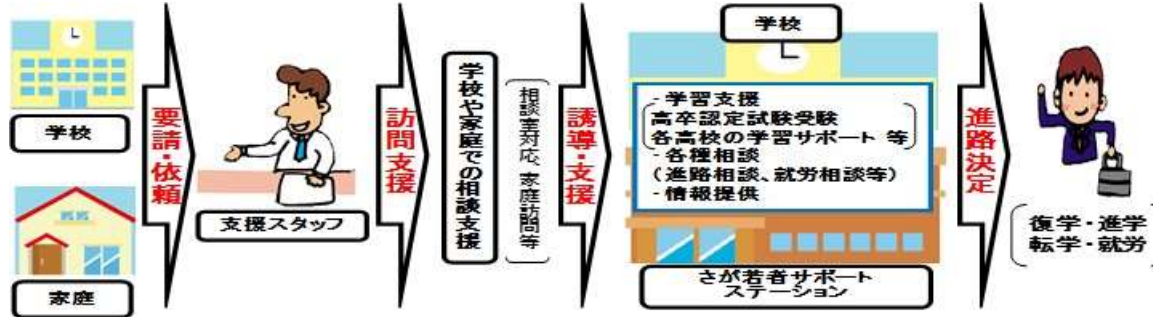 学校
家庭
要請・依頼
支援スタッフ
訪問支援
学校や家庭での相談支援
相談室対応、家庭訪問等
誘導・支援
学校
・学習支援
高卒認定試験受験
各高校の学習サポート 等
・各種相談
(進路相談、就労相談等)
・情報提供
さが若者サポート
ステーション
進路決定
復学・進学
転学・就労